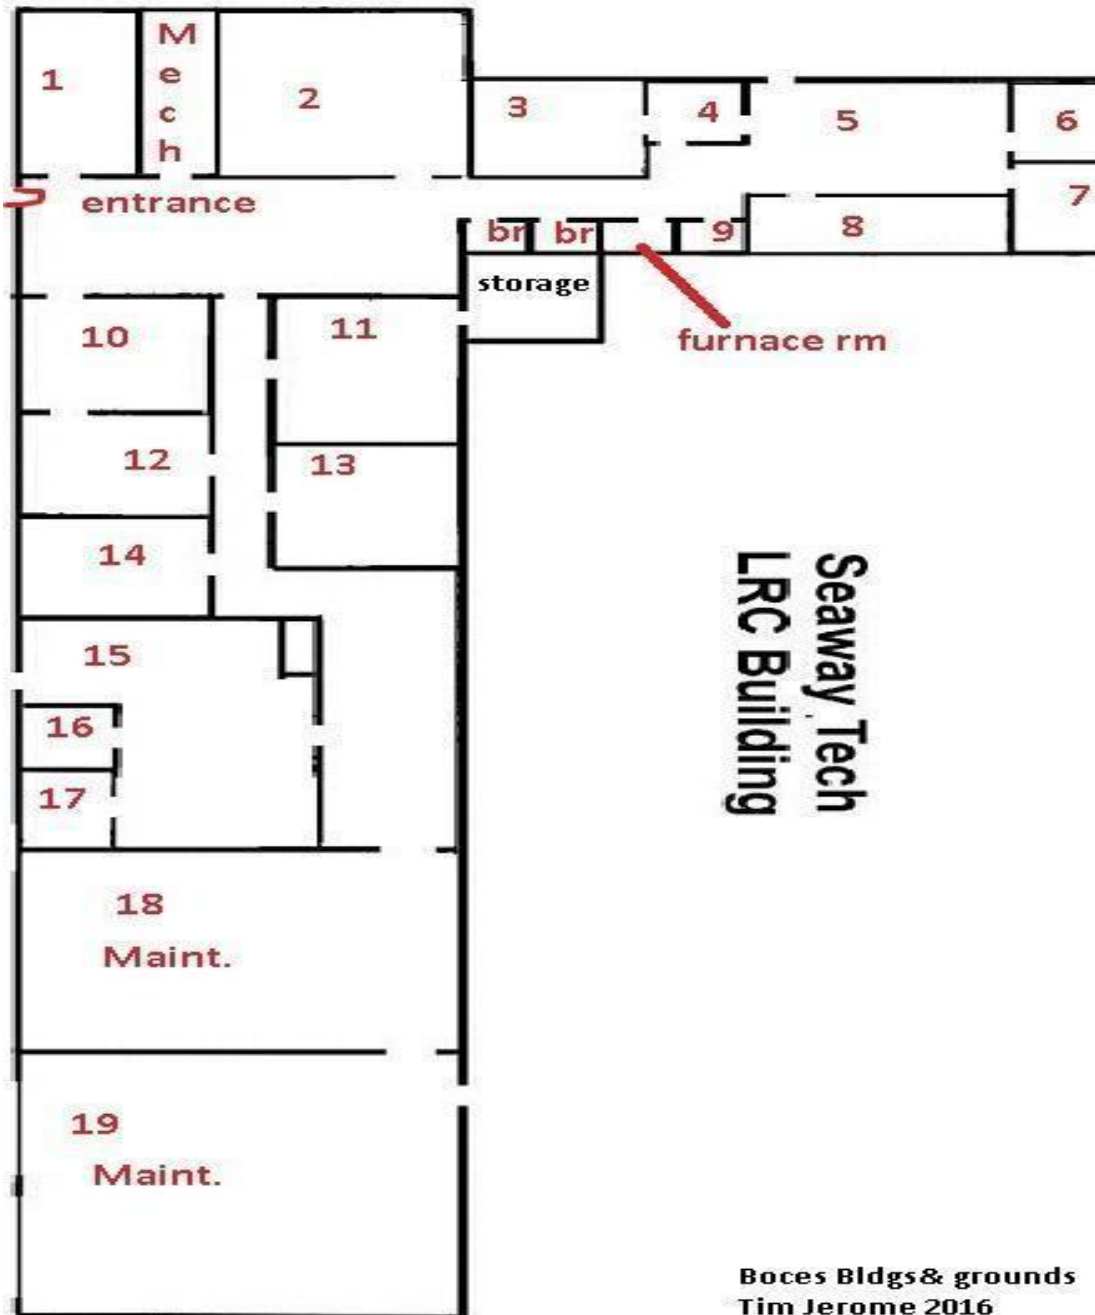 1
M
e
c
h
2
3
4
5
6
7
entrance
br
br
9
8
storage
furnace rm
10
11
12
13
14
15
16
17
18
Maint.
19
Maint.
Seaway Tech
LRC Building
Boces Bldgs& grounds
Tim Jerome 2016